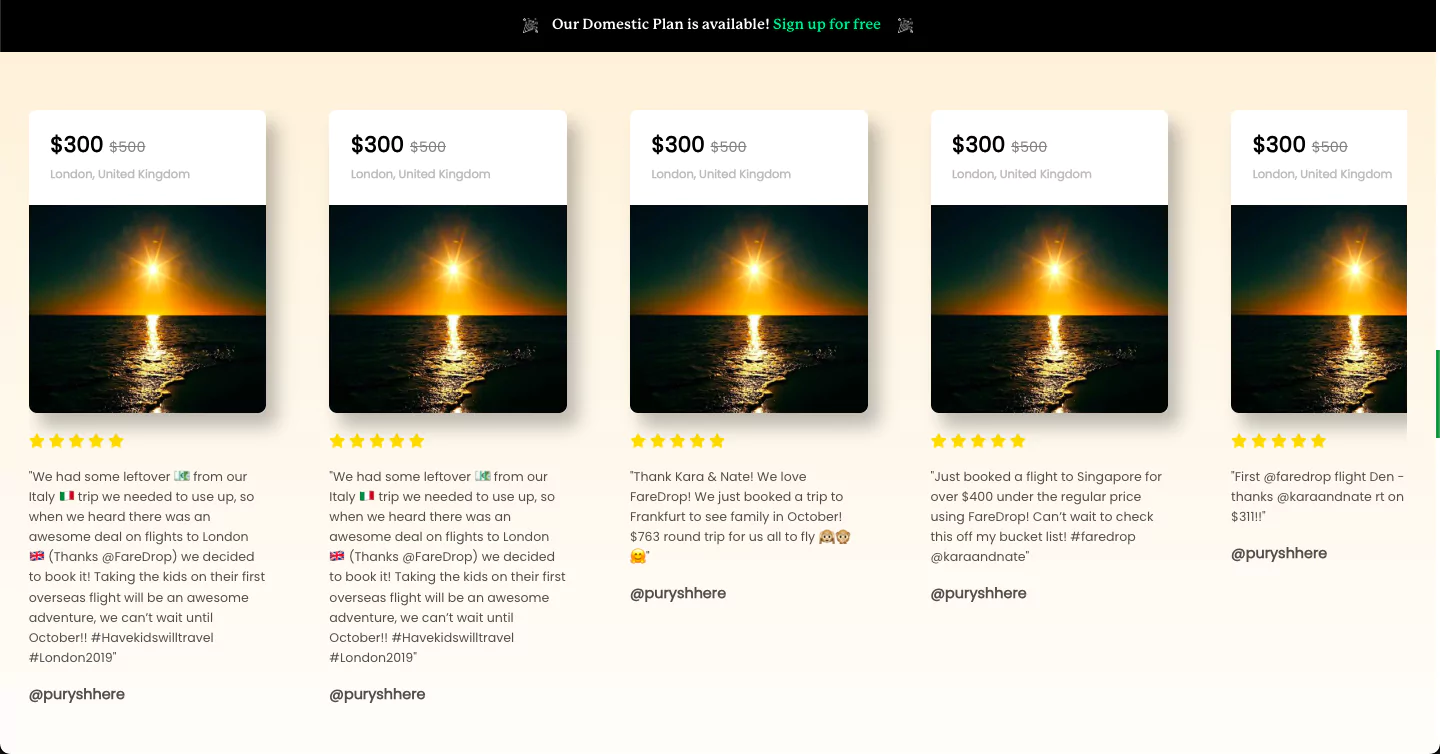 Our Domestic Plan is available! Sign up for free
$300 $500
London, United Kingdom
"We had some leftover 💵 from our
Italy 🇮🇹 trip we needed to use up, so
when we heard there was an
awesome deal on flights to London
🇬🇧 (Thanks @FareDrop) we decided
to book it! Taking the kids on their first
overseas flight will be an awesome
adventure, we can’t wait until
October!! #Havekidswilltravel
#London2019"
@puryshhere
$300 $500
London, United Kingdom
"We had some leftover 💵 from our
Italy 🇮🇹 trip we needed to use up, so
when we heard there was an
awesome deal on flights to London
🇬🇧 (Thanks @FareDrop) we decided
to book it! Taking the kids on their first
overseas flight will be an awesome
adventure, we can’t wait until
October!! #Havekidswilltravel
#London2019"
@puryshhere
$300 $500
London, United Kingdom
"Thank Kara & Nate! We love
FareDrop! We just booked a trip to
Frankfurt to see family in October!
$763 round trip for us all to fly 🙈🙊
🤗"
@puryshhere
$300 $500
London, United Kingdom
"Just booked a flight to Singapore for
over $400 under the regular price
using FareDrop! Can’t wait to check
this off my bucket list! #faredrop
@karaandnate"
@puryshhere
$300 $500
London, United Kingdom
"First @faredrop flight Den -
thanks @karaandnate rt on
$311!!"
@puryshhere